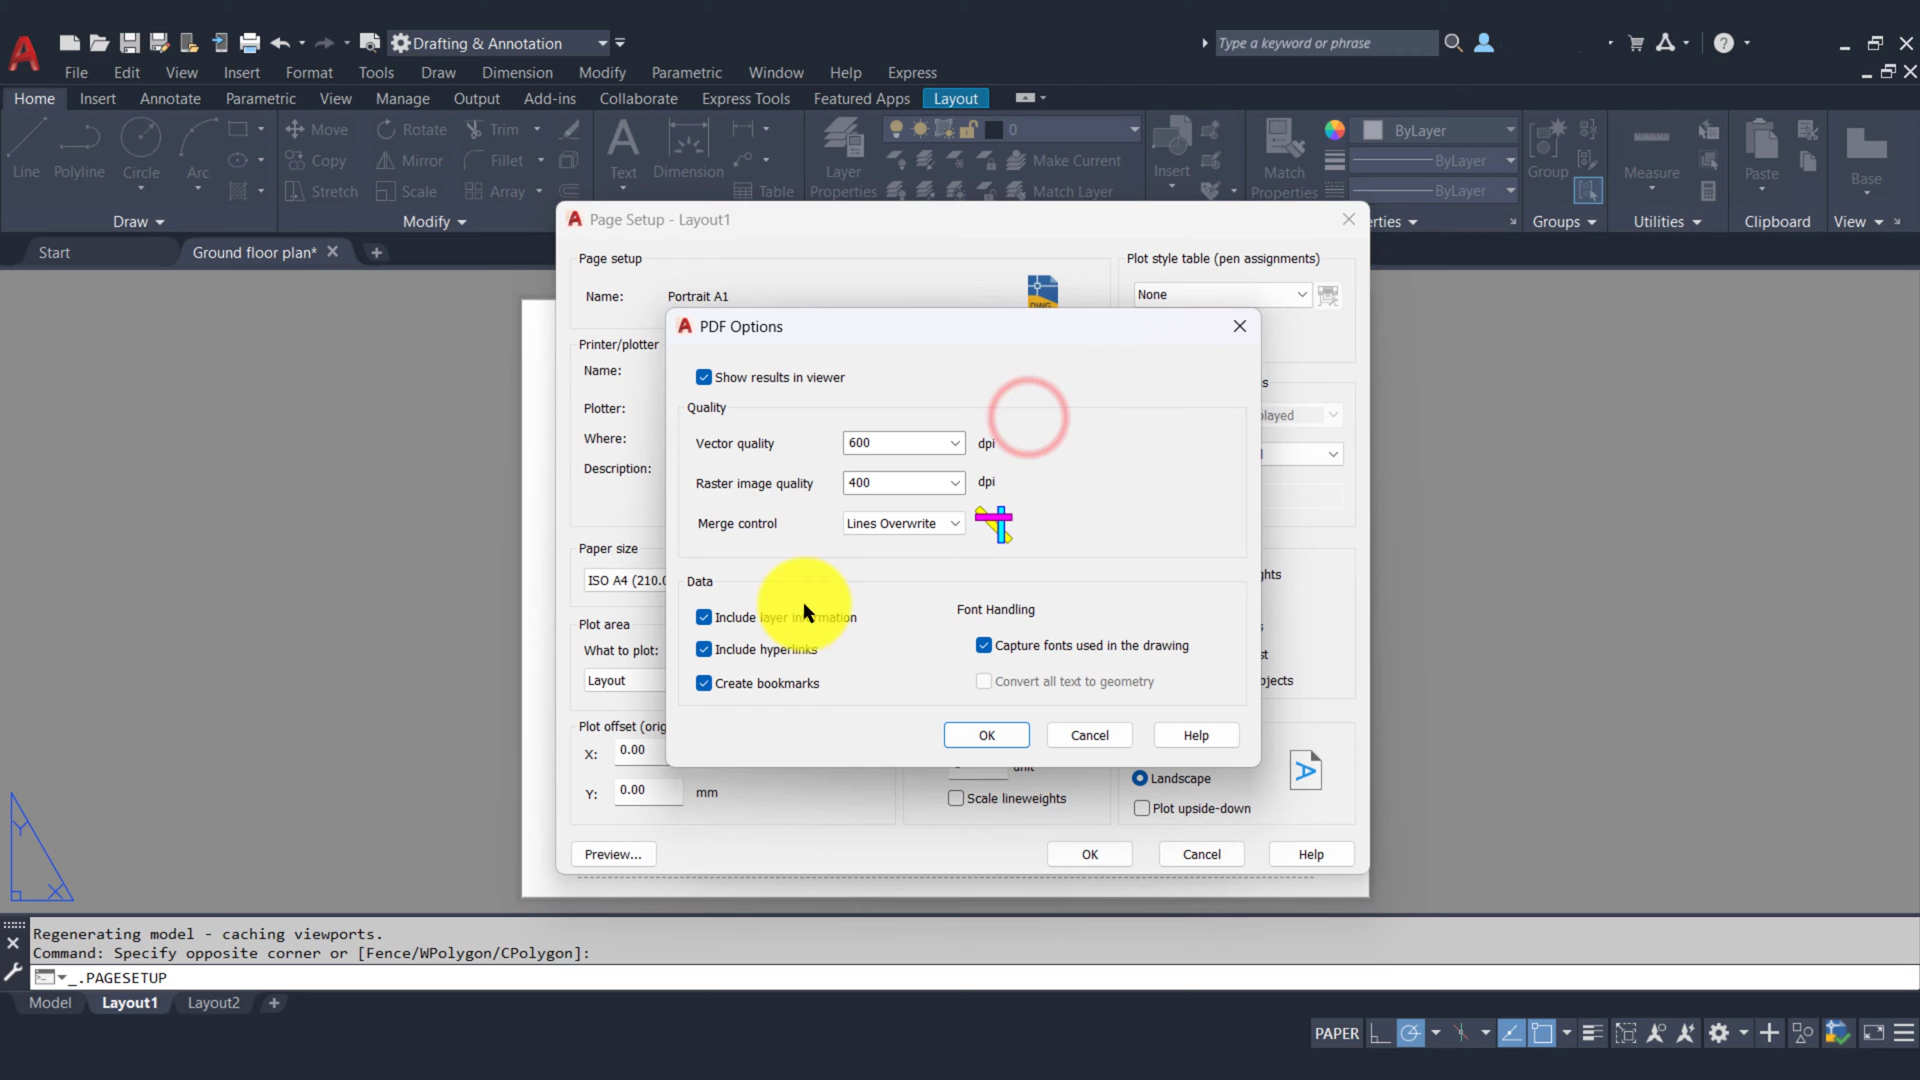 Drafting & Annotation
Type a keyword or phrase
File Edit View Insert Format Tools Draw Dimension Modify Parametric Window Help Express
Home Insert Annotate Parametric View Manage Output Add-ins Collaborate Express Tools Featured Apps Layout
Move Rotate Trim 0 ByLayer
Copy Mirror Fillet Make Current ByLayer
Line Polyline Circle Arc Text Dimension Layer Insert Match Group Measure Paste Base
Stretch Scale Array Table Properties Match Layer Properties ByLayer
Draw Modify erties Groups Utilities Clipboard View
Start Ground floor plan*
Page Setup - Layout1
Page setup
Name: Portrait A1
DWG
Plot style table (pen assignments)
None
Printer/plotter
Name:
Plotter:
Where:
Description:
PDF Options
Show results in viewer
Quality
Vector quality 600 dpi
Raster image quality 400 dpi
Merge control Lines Overwrite
Data
Include layer information
Include hyperlinks
Create bookmarks
Font Handling
Capture fonts used in the drawing
Convert all text to geometry
OK Cancel Help
s
played
l
Paper size
ISO A4 (210.0
Plot area
What to plot:
Layout
Plot offset (orig
X: 0.00
Y: 0.00 mm
unit
Scale lineweights
ghts
s
st
bjects
Landscape
Plot upside-down
A
Preview... OK Cancel Help
Y
X
Regenerating model - caching viewports.
Command: Specify opposite corner or [Fence/WPolygon/CPolygon]:
_.PAGESETUP
Model Layout1 Layout2
PAPER